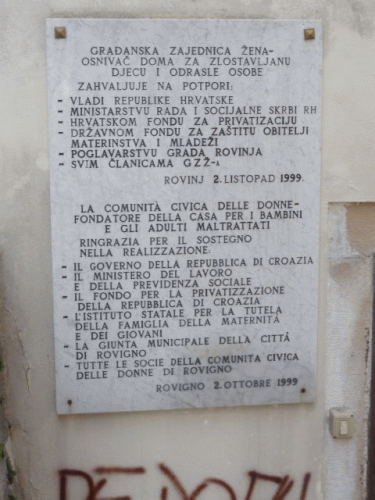 GRAĐANSKA ZAJEDNICA ŽENA-
OSNIVAČ DOMA ZA ZLOSTAVLJANU
DJECU I ODRASLE OSOBE
ZAHVALJUJE NA POTPORI:
- VLADI REPUBLIKE HRVATSKE
- MINISTARSTVU RADA I SOCIJALNE SKRBI RH
- HRVATSKOM FONDU ZA PRIVATIZACIJU
- DRŽAVNOM FONDU ZA ZAŠTITU OBITELJI
MATERINSTVA I MLADEŽI
- POGLAVARSTVU GRADA ROVINJA
- SVIM ČLANICAMA GZŽ-A
ROVINJ 2. LISTOPAD 1999.
LA COMUNITÀ CIVICA DELLE DONNE-
FONDATORE DELLA CASA PER I BAMBINI
E GLI ADULTI MALTRATTATI
RINGRAZIA PER IL SOSTEGNO
NELLA REALIZZAZIONE:
- IL GOVERNO DELLA REPUBBLICA DI CROAZIA
- IL MINISTERO DEL LAVORO
E DELLA PREVIDENZA SOCIALE
- IL FONDO PER LA PRIVATIZZAZIONE
DELLA REPUBBLICA DI CROAZIA
- L'ISTITUTO STATALE PER LA TUTELA
DELLA FAMIGLIA DELLA MATERNITÁ
E DEI GIOVANI
- LA GIUNTA MUNICIPALE DELLA CITTÁ
DI ROVIGNO
- TUTTE LE SOCIE DELLA COMUNITA CIVICA
DELLE DONNE DI ROVIGNO
ROVIGNO 2. OTTOBRE 1999